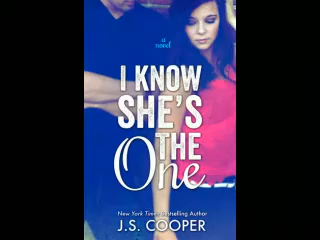 a
novel
I KNOW
SHE'S
THE
One
New York Times Bestselling Author
J.S. COOPER